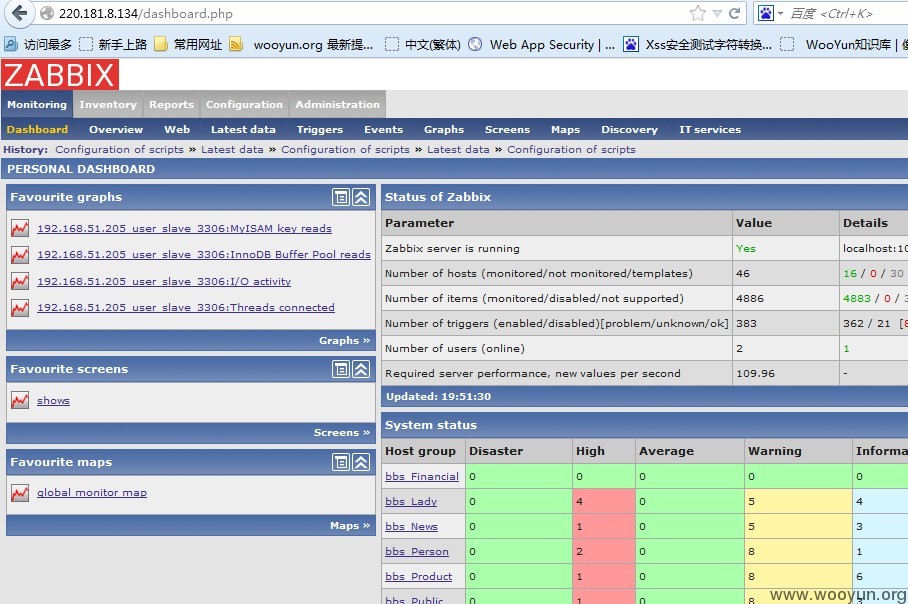 220.181.8.134/dashboard.php
百度 <Ctrl+K>
访问最多 新手上路 常用网址 wooyun.org 最新提... 中文(繁体) Web App Security | ... Xss安全测试字符转换... WooYun知识库 |
ZABBIX
Monitoring Inventory Reports Configuration Administration
Dashboard Overview Web Latest data Triggers Events Graphs Screens Maps Discovery IT services
History: Configuration of scripts » Latest data » Configuration of scripts » Latest data » Configuration of scripts
PERSONAL DASHBOARD
Favourite graphs
192.168.51.205_user_slave_3306:MyISAM key reads
192.168.51.205_user_slave_3306:InnoDB Buffer Pool reads
192.168.51.205_user_slave_3306:I/O activity
192.168.51.205_user_slave_3306:Threads connected
Graphs »
Favourite screens
shows
Screens »
Favourite maps
global monitor map
Maps »
Status of Zabbix
Parameter Value Details
Zabbix server is running Yes localhost:10
Number of hosts (monitored/not monitored/templates) 46 16 / 0 / 30
Number of items (monitored/disabled/not supported) 4886 4883 / 0 / 3
Number of triggers (enabled/disabled)[problem/unknown/ok] 383 362 / 21 [8
Number of users (online) 2 1
Required server performance, new values per second 109.96 -
Updated: 19:51:30
System status
Host group Disaster High Average Warning Informa
bbs_Financial 0 0 0 0 0
bbs_Lady 0 4 0 5 4
bbs_News 0 1 0 5 3
bbs_Person 0 2 0 8 1
bbs_Product 0 1 0 8 6
bbs_Public 0 1 0 8 3
www.wooyun.org